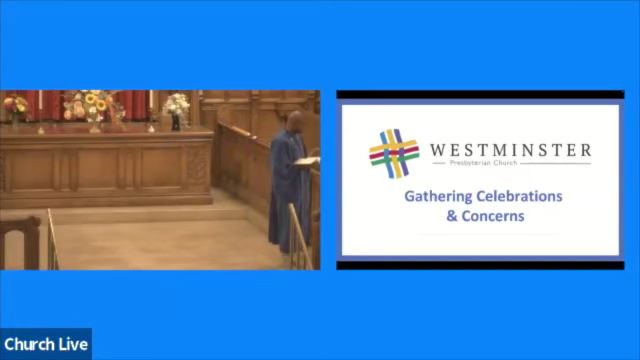 WESTMINSTER
Presbyterian Church
Gathering Celebrations
& Concerns
Church Live